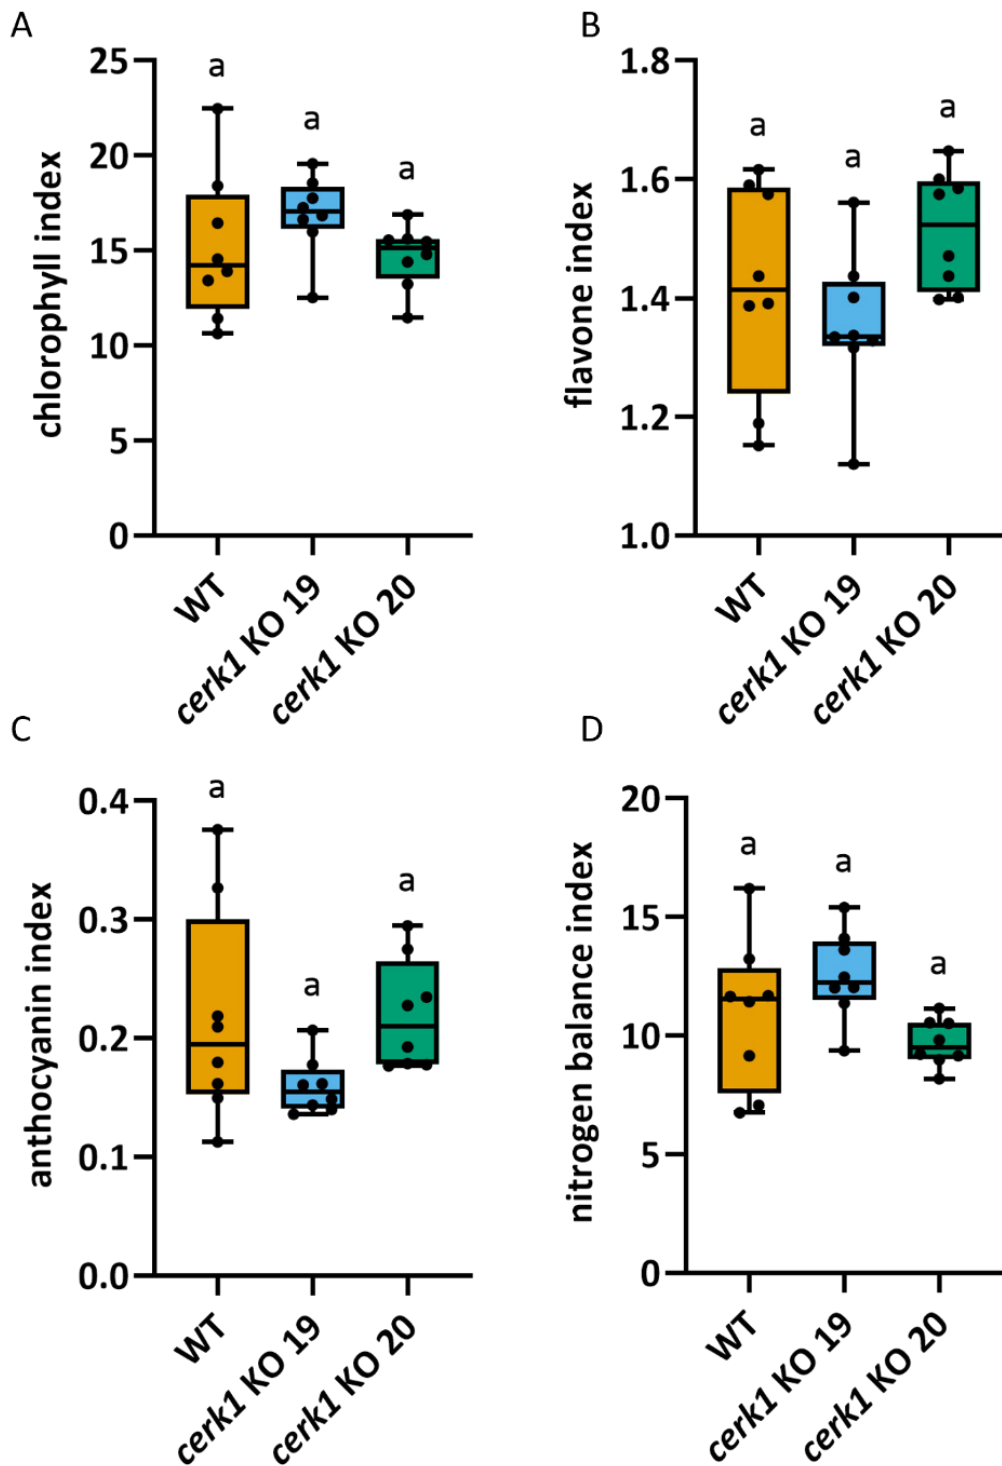 A
chlorophyll index
25
20
15
10
5
0
a
a
a
WT
cerk1 KO 19
cerk1 KO 20
B
flavone index
1.8
1.6
1.4
1.2
1.0
a
a
a
WT
cerk1 KO 19
cerk1 KO 20
C
anthocyanin index
0.4
0.3
0.2
0.1
0.0
a
a
a
WT
cerk1 KO 19
cerk1 KO 20
D
nitrogen balance index
20
15
10
5
0
a
a
a
WT
cerk1 KO 19
cerk1 KO 20